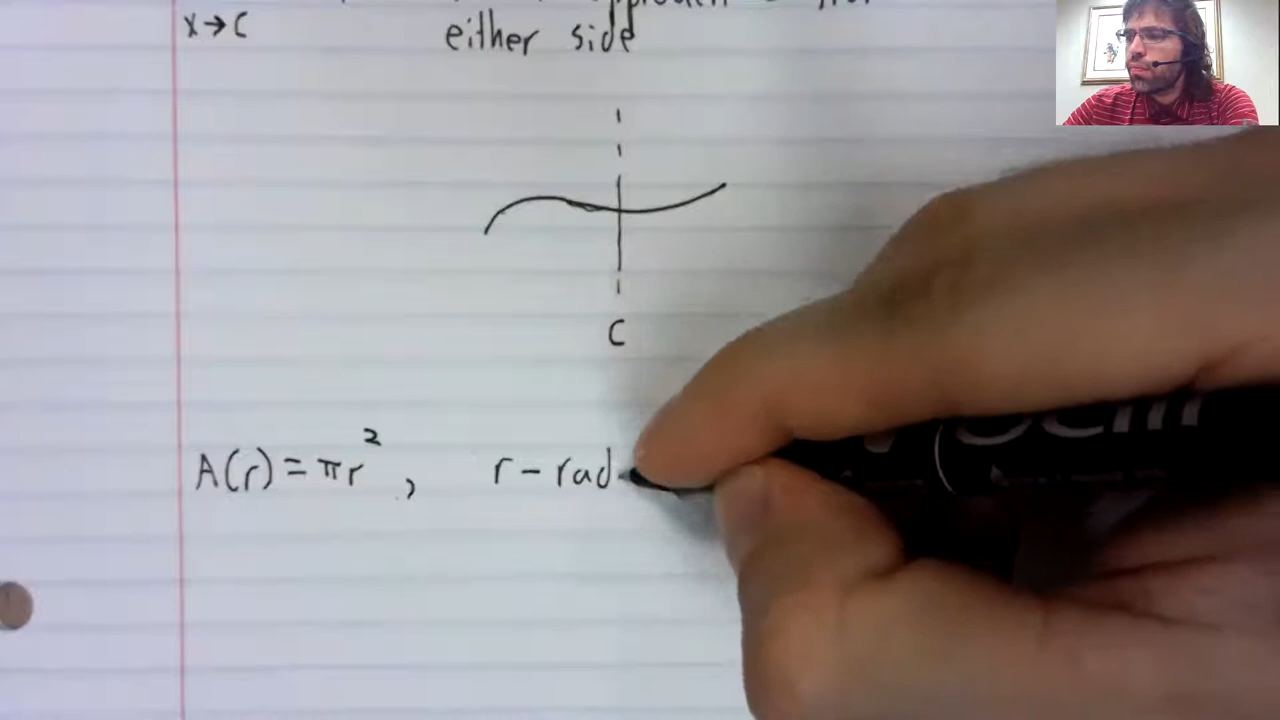 x→c
either side
C
A(r) = πr², r – rad